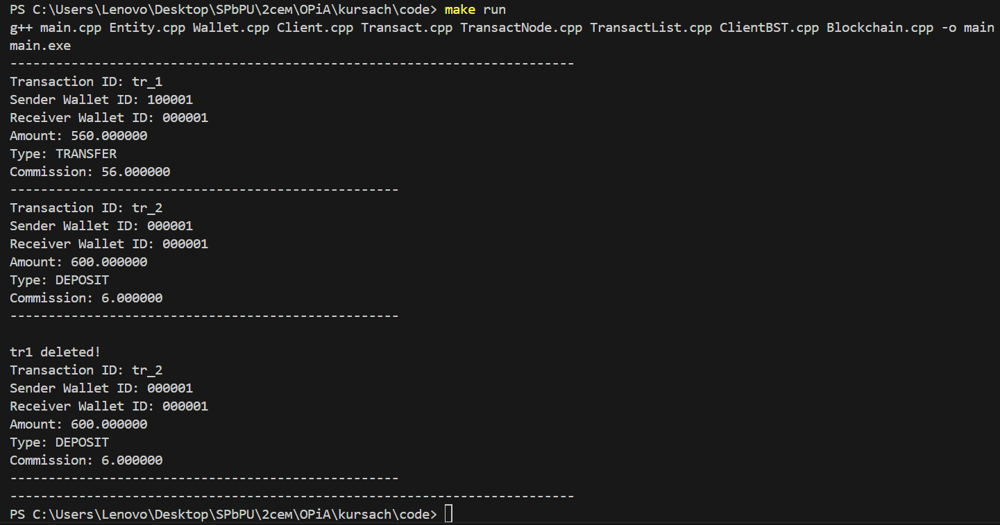 PS C:\Users\Lenovo\Desktop\SPbPU\2сем\OPiA\kursach\code> make run
g++ main.cpp Entity.cpp Wallet.cpp Client.cpp Transact.cpp TransactNode.cpp TransactList.cpp ClientBST.cpp Blockchain.cpp -o main
main.exe
--------------------------------------------------------------------------
Transaction ID: tr_1
Sender Wallet ID: 100001
Receiver Wallet ID: 000001
Amount: 560.000000
Type: TRANSFER
Commission: 56.000000
---------------------------------------------------
Transaction ID: tr_2
Sender Wallet ID: 000001
Receiver Wallet ID: 000001
Amount: 600.000000
Type: DEPOSIT
Commission: 6.000000
---------------------------------------------------
tr1 deleted!
Transaction ID: tr_2
Sender Wallet ID: 000001
Receiver Wallet ID: 000001
Amount: 600.000000
Type: DEPOSIT
Commission: 6.000000
---------------------------------------------------
--------------------------------------------------------------------------
PS C:\Users\Lenovo\Desktop\SPbPU\2сем\OPiA\kursach\code>